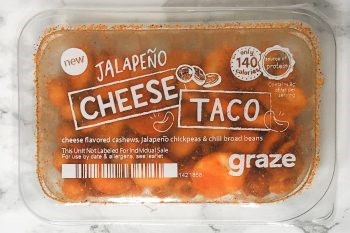 new
JALAPEÑO
CHEESE
TACO
only
140
calories
source of
protein
cheese flavored cashews, jalapeño chickpeas & chili broad beans
This Unit Not Labeled For Individual Sale
For use by date & allergens, see leaflet
graze